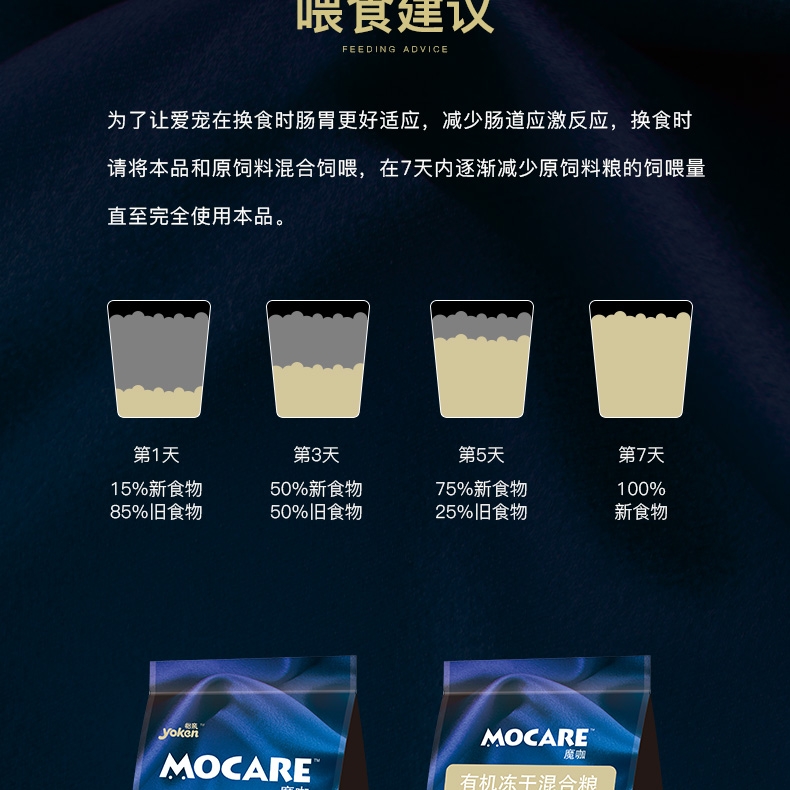 喂食建议
FEEDING ADVICE
为了让爱宠在换食时肠胃更好适应，减少肠道应激反应，换食时
请将本品和原饲料混合饲喂，在7天内逐渐减少原饲料粮的饲喂量
直至完全使用本品。
第1天
15%新食物
85%旧食物
第3天
50%新食物
50%旧食物
第5天
75%新食物
25%旧食物
第7天
100%
新食物
yoken™
MOCARE™
魔咖
MOCARE™
魔咖
有机冻干混合粮